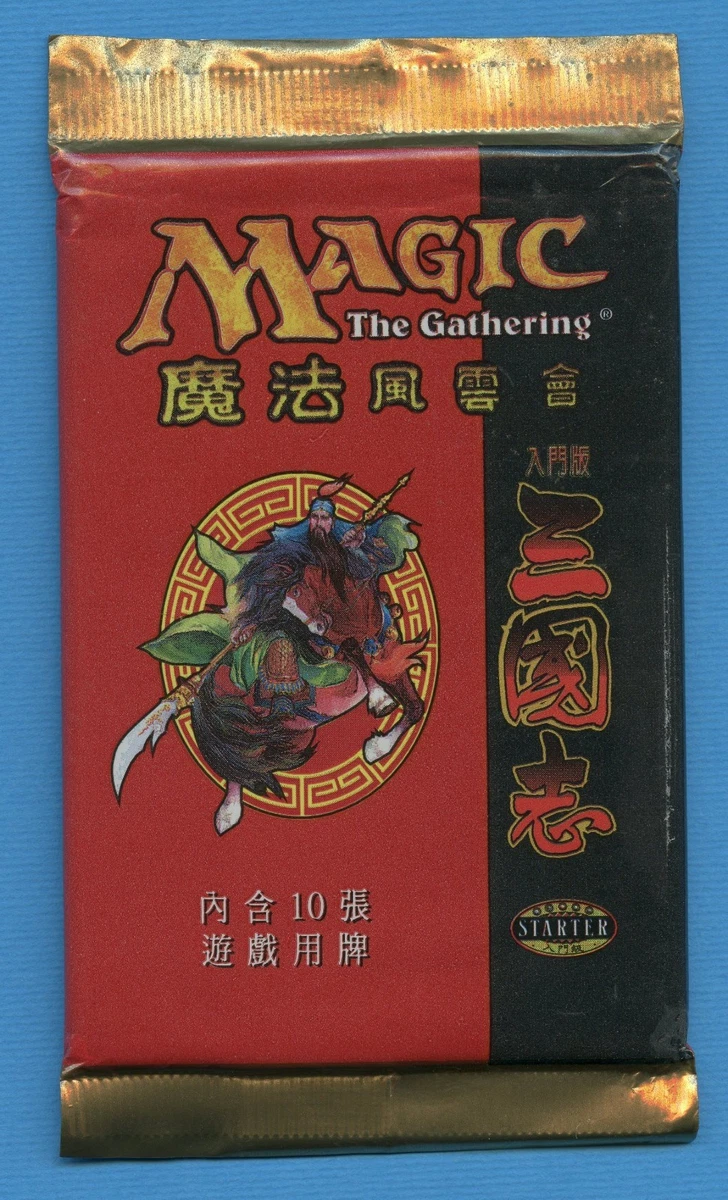 MAGIC
The Gathering®
魔法風雲會
入門版
三國志
內含10張
遊戲用牌
STARTER
入門級